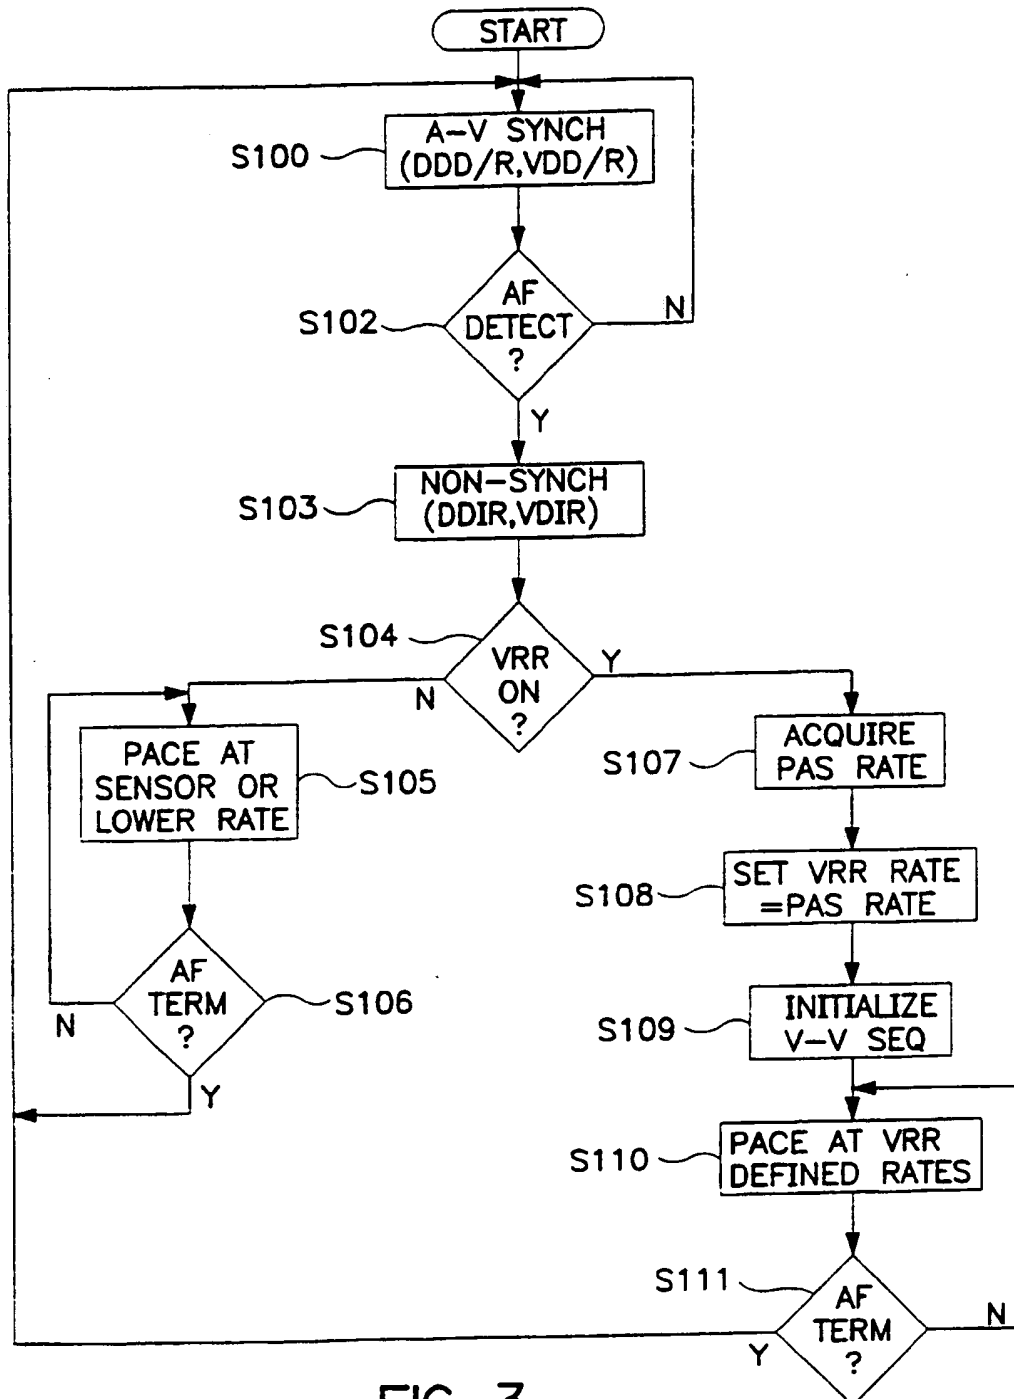 START
S100
A-V SYNCH
(DDD/R,VDD/R)
S102
AF
DETECT
?
N
Y
S103
NON-SYNCH
(DDIR,VDIR)
S104
VRR
ON
?
N
Y
PACE AT
SENSOR OR
LOWER RATE
S105
S107
ACQUIRE
PAS RATE
S108
SET VRR RATE
=PAS RATE
AF
TERM
?
S106
N
Y
S109
INITIALIZE
V-V SEQ
S110
PACE AT VRR
DEFINED RATES
S111
AF
TERM
?
Y
N
FIG. 3